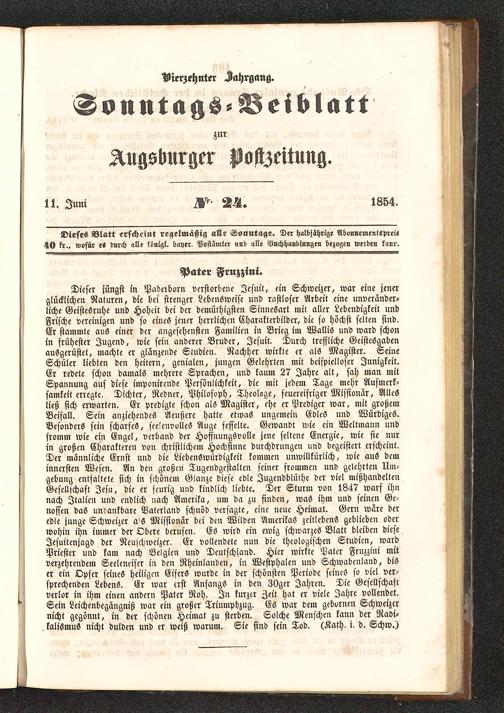 Vierzehnter Jahrgang.
Sonntags-Beiblatt
zur
Augsburger Postzeitung.
11. Juni Nr. 24. 1854.
Dieses Blatt erscheint regelmäßig alle Sonntage. Der halbjährige Abonnementspreis
40 kr., wofür es durch alle königl. bayer. Postämter und alle Buchhandlungen bezogen werden kann.
Pater Fruzzini.
Dieser jüngst in Paderborn verstorbene Jesuit, ein Schweizer, war eine jener
glücklichen Naturen, die bei strenger Lebensweise und rastloser Arbeit eine unveränder-
liche Geistesruhe und Hoheit bei der demüthigsten Sinnesart mit aller Lebendigkeit und
Frische vereinigen und so eines jener herrlichen Charakterbilder, die so höchst selten sind.
Er stammte aus einer der angesehensten Familien in Brieg im Wallis und ward schon
in frühester Jugend, wie sein anderer Bruder, Jesuit. Durch treffliche Geistesgaben
ausgerüstet, machte er glänzende Studien. Nachher wirkte er als Magister. Seine
Schüler liebten den heitern, genialen, jungen Gelehrten mit beispielloser Innigkeit.
Er redete schon damals mehrere Sprachen, und kaum 27 Jahre alt, sah man mit
Spannung auf diese imponirende Persönlichkeit, die mit jedem Tage mehr Aufmerk-
samkeit erregte. Dichter, Redner, Philosoph, Theologe, feuereifriger Missionär, Alles
ließ sich erwarten. Er predigte schon als Magister, ehe er Prediger war, mit großem
Beifall. Sein anziehendes Aeußere hatte etwas ungemein Edles und Würdiges.
Besonders sein scharfes, seelenvolles Auge fesselte. Gewandt wie ein Weltmann und
fromm wie ein Engel, verband der Hoffnungsvolle jene seltene Energie, wie sie nur
in großen Charakteren von christlichem Hochsinne durchdrungen und begeistert erscheint.
Der männliche Ernst und die Liebenswürdigkeit kommen unwillkürlich, wie aus dem
innersten Wesen. An den großen Tugendgestalten seiner frommen und gelehrten Um-
gebung entfaltete sich in schönem Glanze diese edle Jugendblüthe der viel mißhandelten
Gesellschaft Jesu, die er feurig und kindlich liebte. Der Sturm von 1847 warf ihn
nach Italien und endlich nach Amerika, um da zu finden, was ihm und seinen Ge-
nossen das undankbare Vaterland schnöd versagte, eine neue Heimat. Gern wäre der
edle junge Schweizer als Missionär bei den Wilden Amerikas zeitlebens geblieben oder
wohin ihn immer der Obere berufen. Es wird ein ewig schwarzes Blatt bleiben diese
Jesuitenjagd der Neuschweizer. Er vollendete nun die theologischen Studien, ward
Priester und kam nach Belgien und Deutschland. Hier wirkte Pater Fruzzini mit
verzehrendem Seeleneifer in den Rheinlanden, in Westphalen und Schwabenland, bis
er ein Opfer seines heiligen Eifers wurde in der schönsten Periode seines so viel ver-
sprechenden Lebens. Er war erst Anfangs in den 30ger Jahren. Die Gesellschaft
verlor in ihm einen andern Pater Roh. In kurzer Zeit hat er viele Jahre vollendet.
Sein Leichenbegängniß war ein großer Triumphzug. Es war dem gebornen Schweizer
nicht gegönnt, in der schönen Heimat zu sterben. Solche Menschen kann der Radi-
kalismus nicht dulden und er weiß warum. Sie sind sein Tod. (Kath. i. d. Schw.)